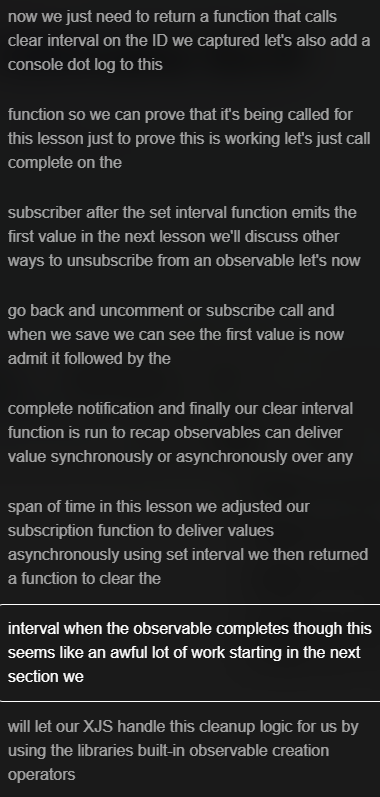 now we just need to return a function that calls
clear interval on the ID we captured let's also add a
console dot log to this
function so we can prove that it's being called for
this lesson just to prove this is working let's just call
complete on the
subscriber after the set interval function emits the
first value in the next lesson we'll discuss other
ways to unsubscribe from an observable let's now
go back and uncomment or subscribe call and
when we save we can see the first value is now
admit it followed by the
complete notification and finally our clear interval
function is run to recap observables can deliver
value synchronously or asynchronously over any
span of time in this lesson we adjusted our
subscription function to deliver values
asynchronously using set interval we then returned
a function to clear the
interval when the observable completes though this
seems like an awful lot of work starting in the next
section we
will let our XJS handle this cleanup logic for us by
using the libraries built-in observable creation
operators